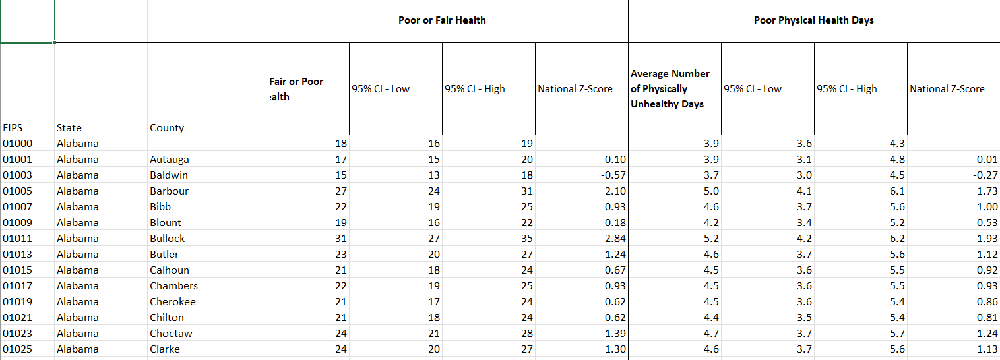 Poor or Fair Health Poor Physical Health Days
Fair or Poor
alth
95% CI - Low 95% CI - High National Z-Score
Average Number
of Physically
Unhealthy Days
95% CI - Low 95% CI - High National Z-Score
FIPS State County
01000 Alabama 18 16 19 3.9 3.6 4.3
01001 Alabama Autauga 17 15 20 -0.10 3.9 3.1 4.8 0.01
01003 Alabama Baldwin 15 13 18 -0.57 3.7 3.0 4.5 -0.27
01005 Alabama Barbour 27 24 31 2.10 5.0 4.1 6.1 1.73
01007 Alabama Bibb 22 19 25 0.93 4.6 3.7 5.6 1.00
01009 Alabama Blount 19 16 22 0.18 4.2 3.4 5.2 0.53
01011 Alabama Bullock 31 27 35 2.84 5.2 4.2 6.2 1.93
01013 Alabama Butler 23 20 27 1.24 4.6 3.7 5.6 1.12
01015 Alabama Calhoun 21 18 24 0.67 4.5 3.6 5.5 0.92
01017 Alabama Chambers 22 19 25 0.93 4.5 3.6 5.5 0.93
01019 Alabama Cherokee 21 17 24 0.62 4.5 3.6 5.4 0.86
01021 Alabama Chilton 21 18 24 0.62 4.4 3.5 5.4 0.81
01023 Alabama Choctaw 24 21 28 1.39 4.7 3.7 5.7 1.24
01025 Alabama Clarke 24 20 27 1.30 4.6 3.7 5.6 1.13